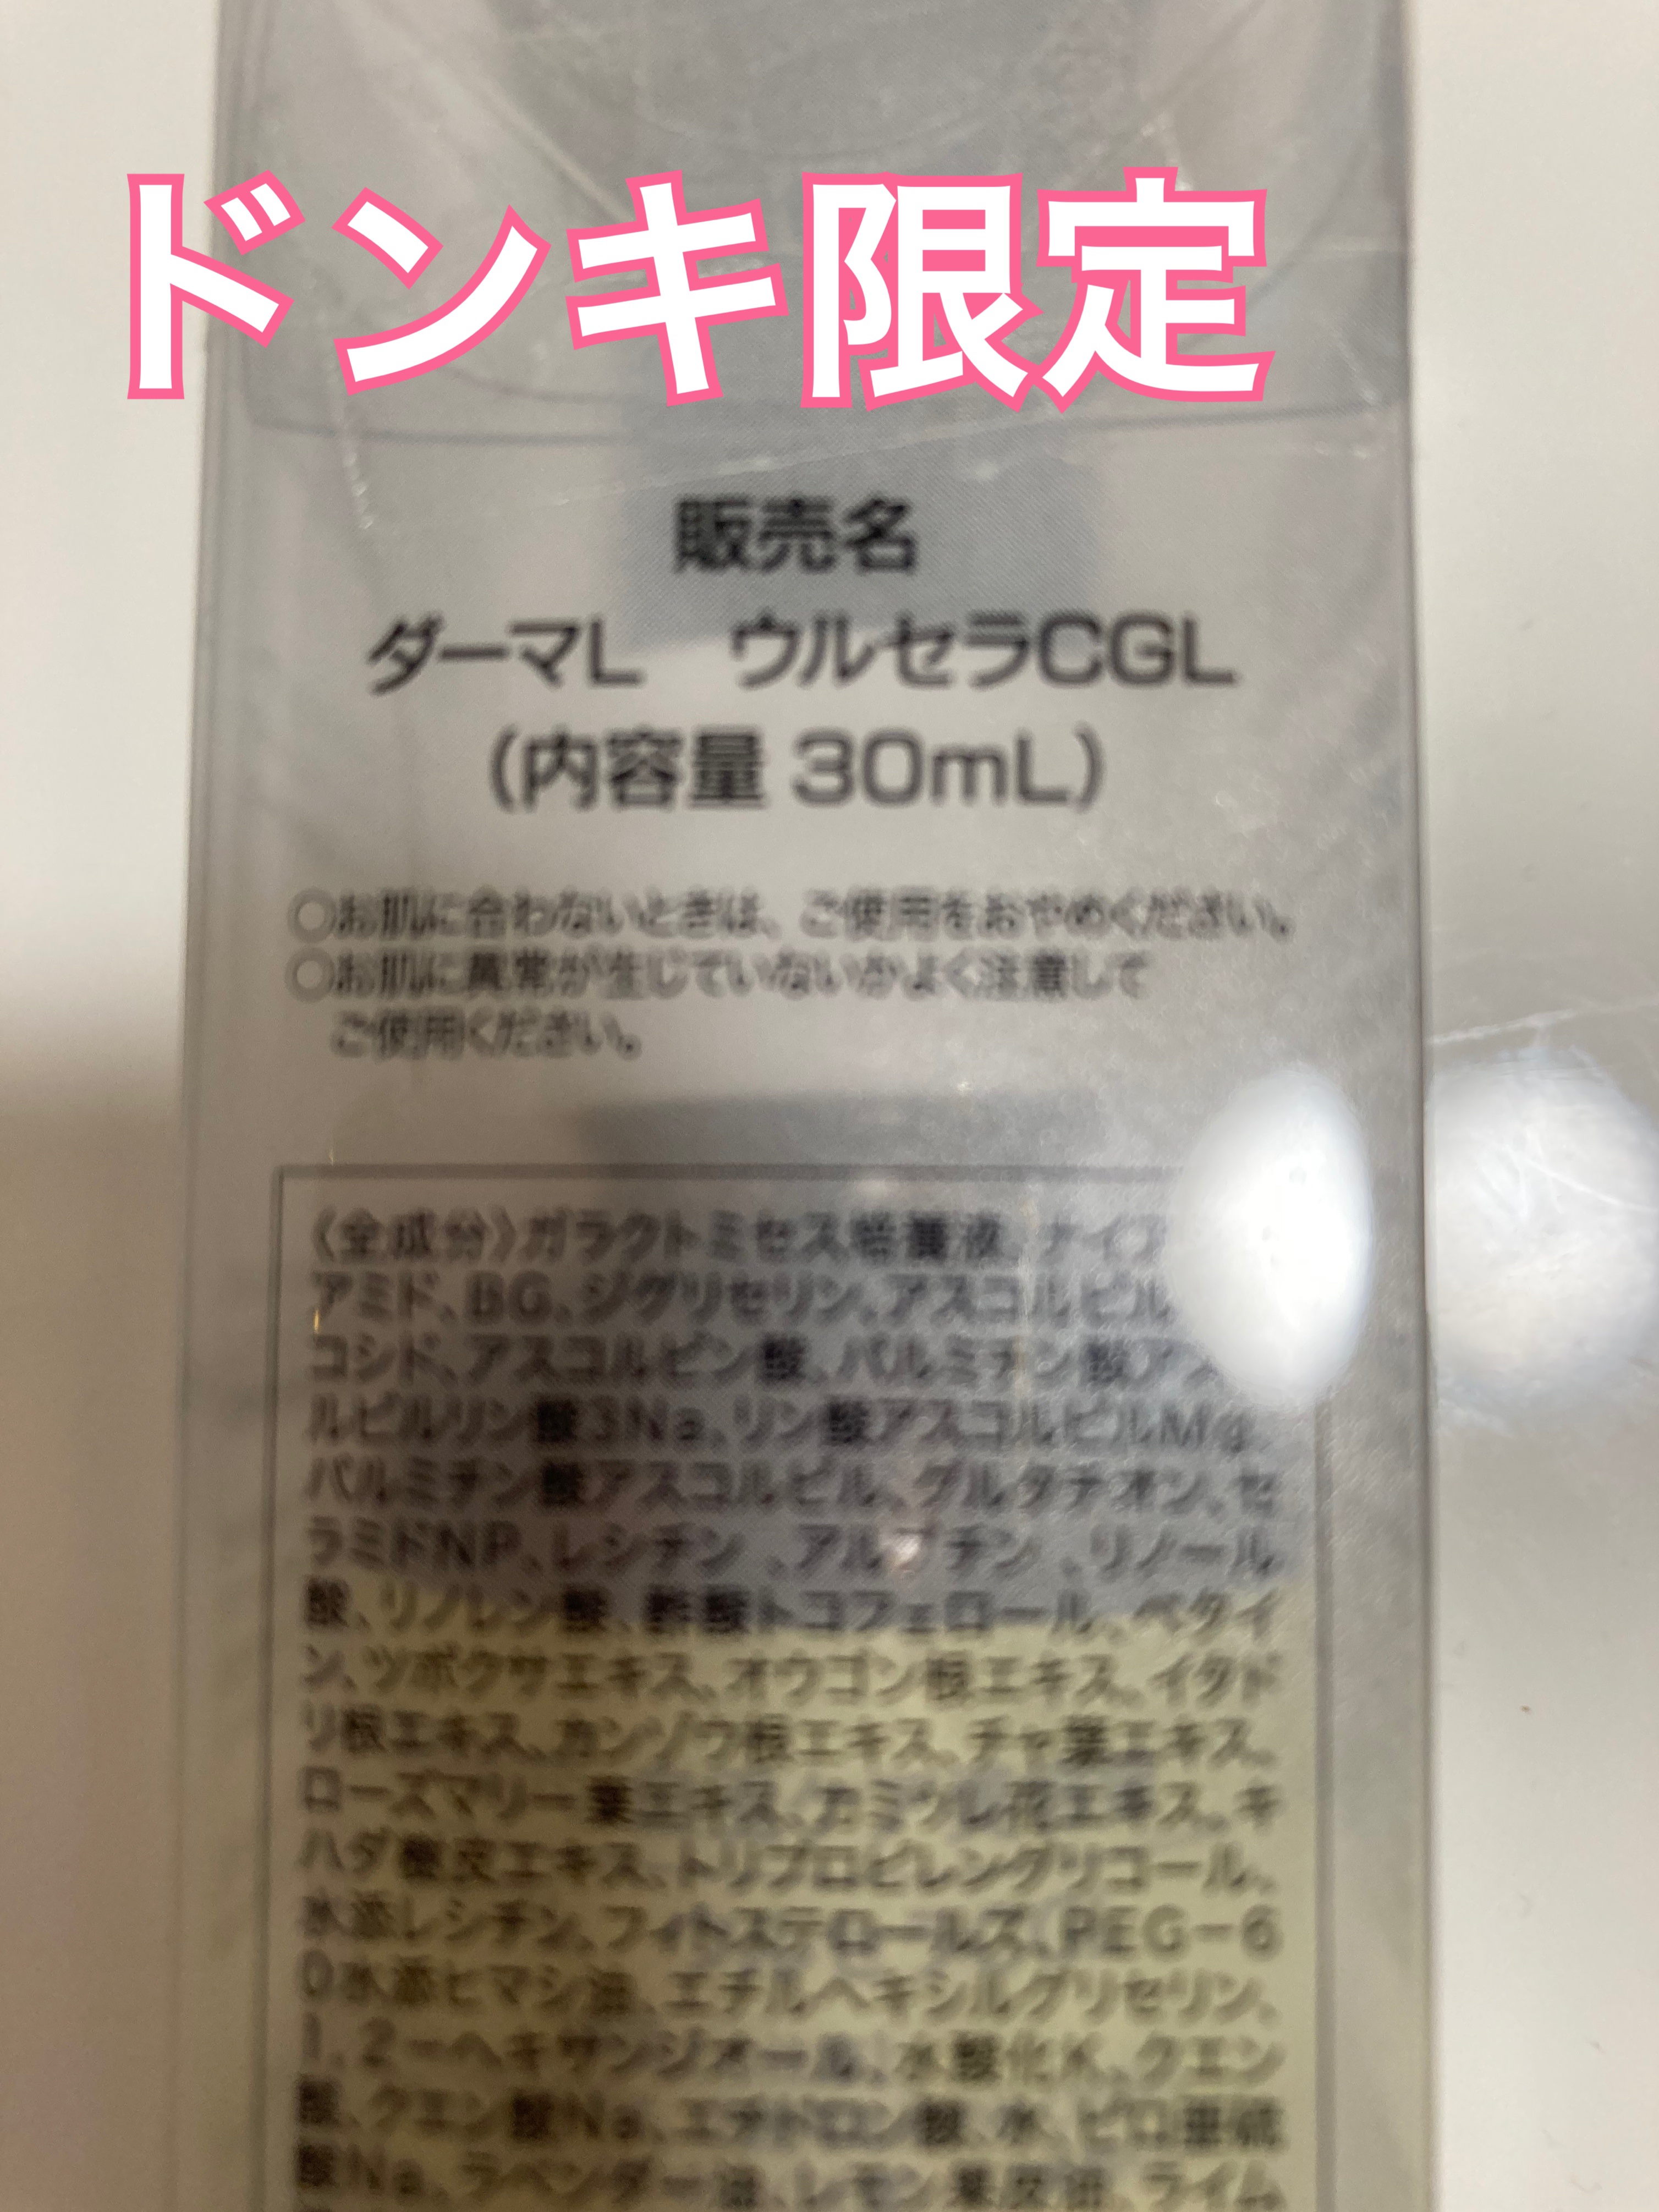 ドンキ限定
販売名
ダーマL ウルセラCGL
(内容量 30mL)
○お肌に合わないときは、ご使用をおやめください。
○お肌に異常が生じていないかよく注意して
ご使用ください。
〈全成分〉ガラクトミセス培養液、ナイア
アミド、BG、ジグリセリン、アスコルビル
コシド、アスコルビン酸、パルミチン酸アス
ルビルリン酸3Na、リン酸アスコルビルMg、
パルミチン酸アスコルビル、グルタチオン、セ
ラミドNP、レシチン、アルブチン、リノール
酸、リノレン酸、酢酸トコフェロール、ベタイ
ン、ツボクサエキス、オウゴン根エキス、イタド
リ根エキス、カンゾウ根エキス、チャ葉エキス、
ローズマリー葉エキス、カミツレ花エキス、キ
ハダ樹皮エキス、トリプロピレングリコール、
水添レシチン、フィトステロールズ、PEG-6
0水添ヒマシ油、エチルヘキシルグリセリン、
1,2-ヘキサンジオール、水酸化K、クエン
酸、クエン酸Na、エチドロン酸、水、ピロ亜硫
酸Na、ラベンダー油、レモン果皮油、ライム